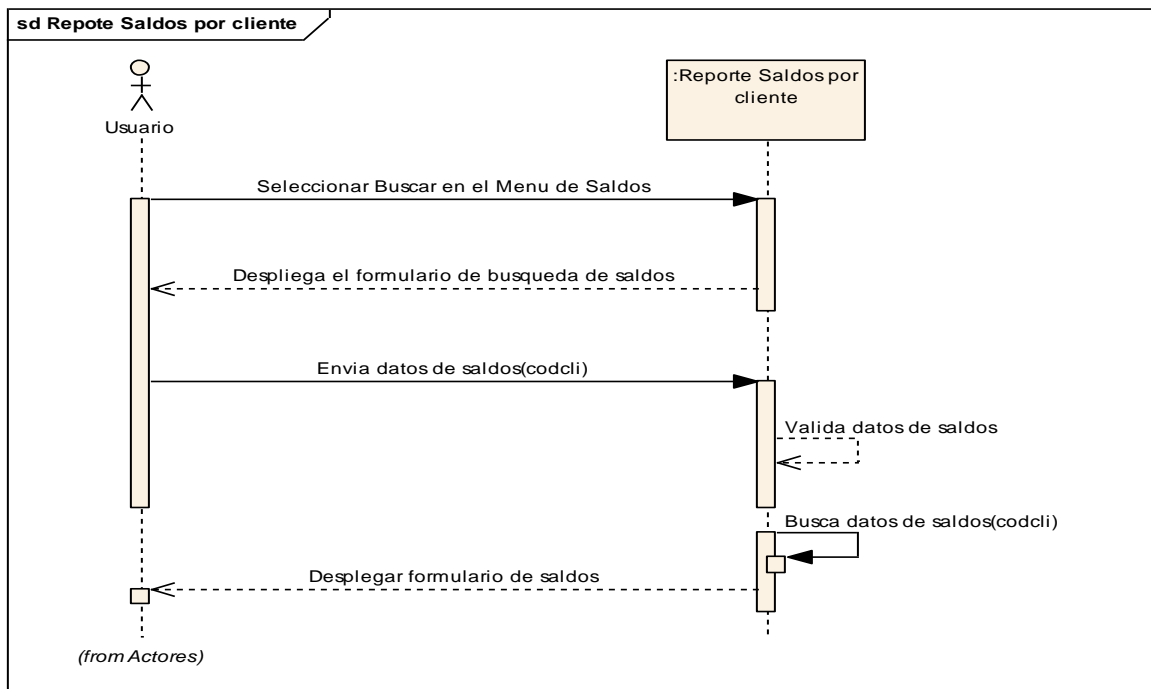 sd Repote Saldos por cliente
Usuario
:Reporte Saldos por
cliente
Seleccionar Buscar en el Menu de Saldos
Despliega el formulario de busqueda de saldos
Envia datos de saldos(codcli)
Valida datos de saldos
Busca datos de saldos(codcli)
Desplegar formulario de saldos
(from Actores)